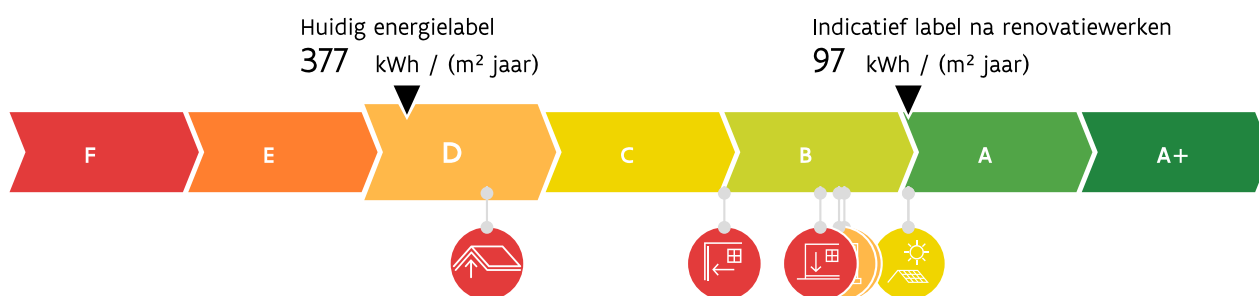 Huidig energielabel
377 kWh / (m² jaar)
Indicatief label na renovatiewerken
97 kWh / (m² jaar)
F
E
D
C
B
A
A+